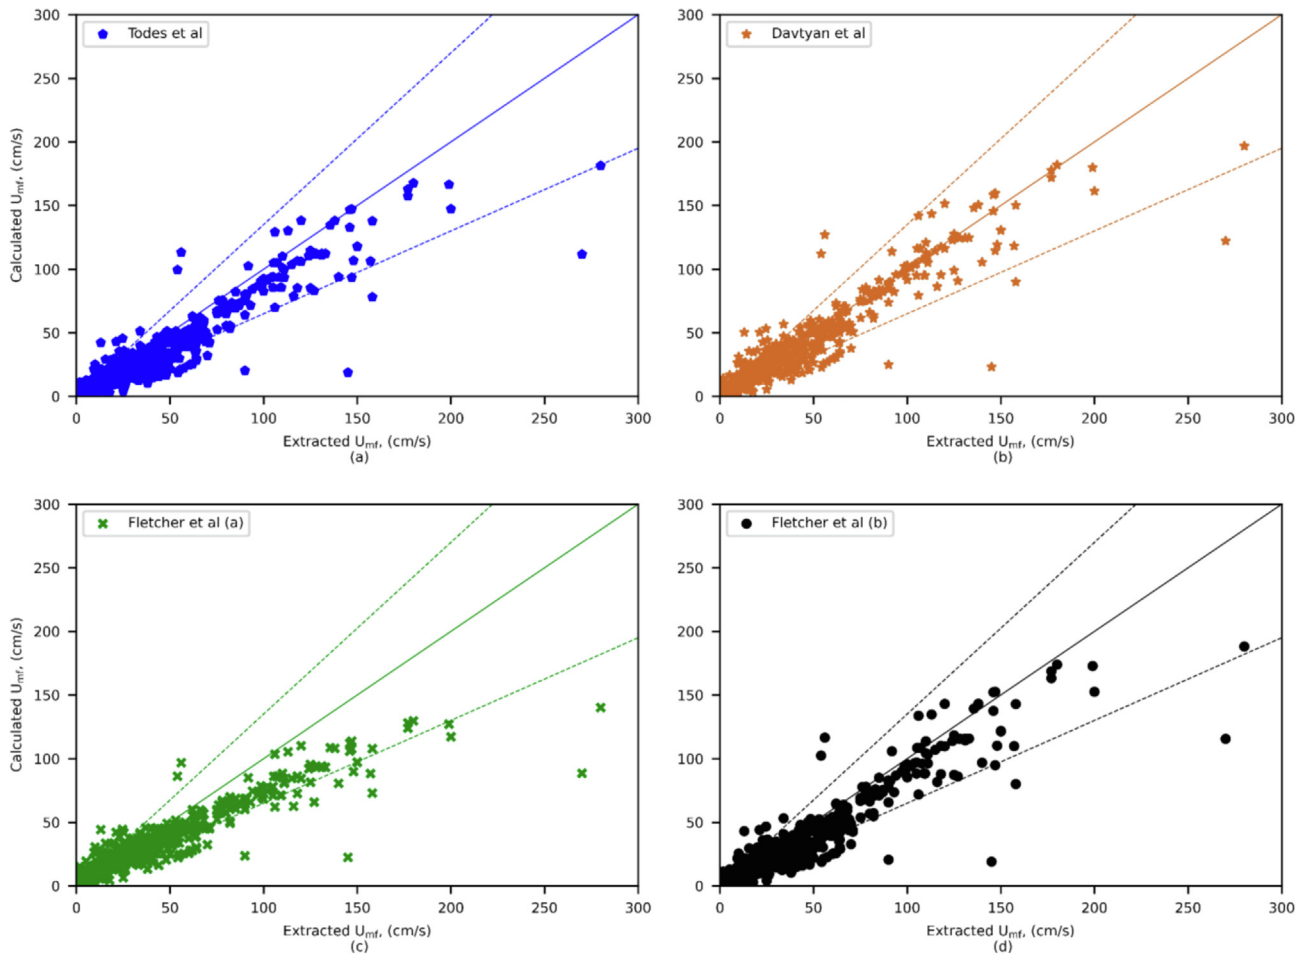 Todes et al
300
250
200
150
100
50
0
Calculated Umf, (cm/s)
0 50 100 150 200 250 300
Extracted Umf, (cm/s)
(a)
Davtyan et al
300
250
200
150
100
50
0
0 50 100 150 200 250 300
Extracted Umf, (cm/s)
(b)
Fletcher et al (a)
300
250
200
150
100
50
0
Calculated Umf, (cm/s)
0 50 100 150 200 250 300
Extracted Umf, (cm/s)
(c)
Fletcher et al (b)
300
250
200
150
100
50
0
0 50 100 150 200 250 300
Extracted Umf, (cm/s)
(d)